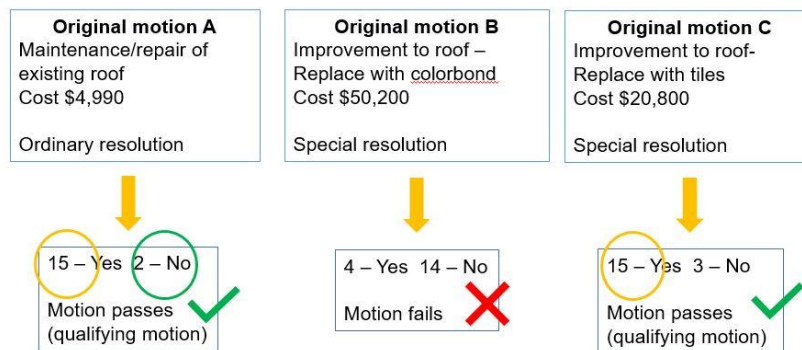 Original motion A
Maintenance/repair of
existing roof
Cost $4,990
Ordinary resolution
Original motion B
Improvement to roof –
Replace with colorbond
Cost $50,200
Special resolution
Original motion C
Improvement to roof-
Replace with tiles
Cost $20,800
Special resolution
15 – Yes 2 – No
Motion passes
(qualifying motion)
4 – Yes 14 – No
Motion fails
15 – Yes 3 – No
Motion passes
(qualifying motion)